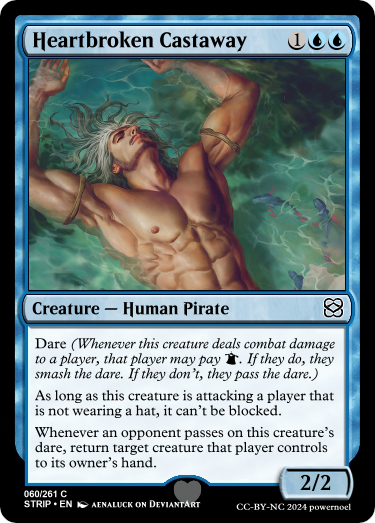 Heartbroken Castaway 1
Creature — Human Pirate
Dare (Whenever this creature deals combat damage
to a player, that player may pay . If they do, they
smash the dare. If they don't, they pass the dare.)
As long as this creature is attacking a player that
is not wearing a hat, it can't be blocked.
Whenever an opponent passes on this creature's
dare, return target creature that player controls
to its owner's hand.
2/2
060/261 C
STRIP • EN AENALUCK ON DEVIANTART
CC-BY-NC 2024 powernoel